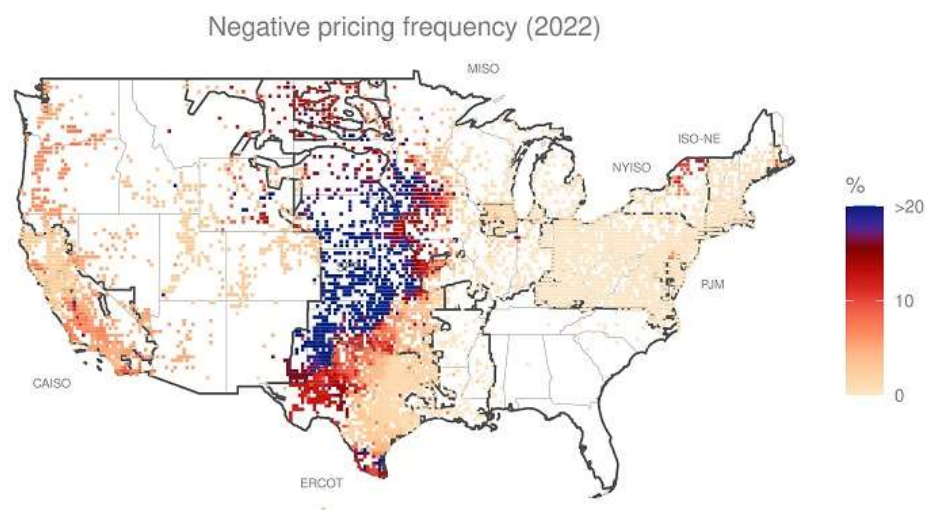 Negative pricing frequency (2022)
MISO
ISO-NE
NYISO
%
>20
PJM
10
CAISO
0
ERCOT